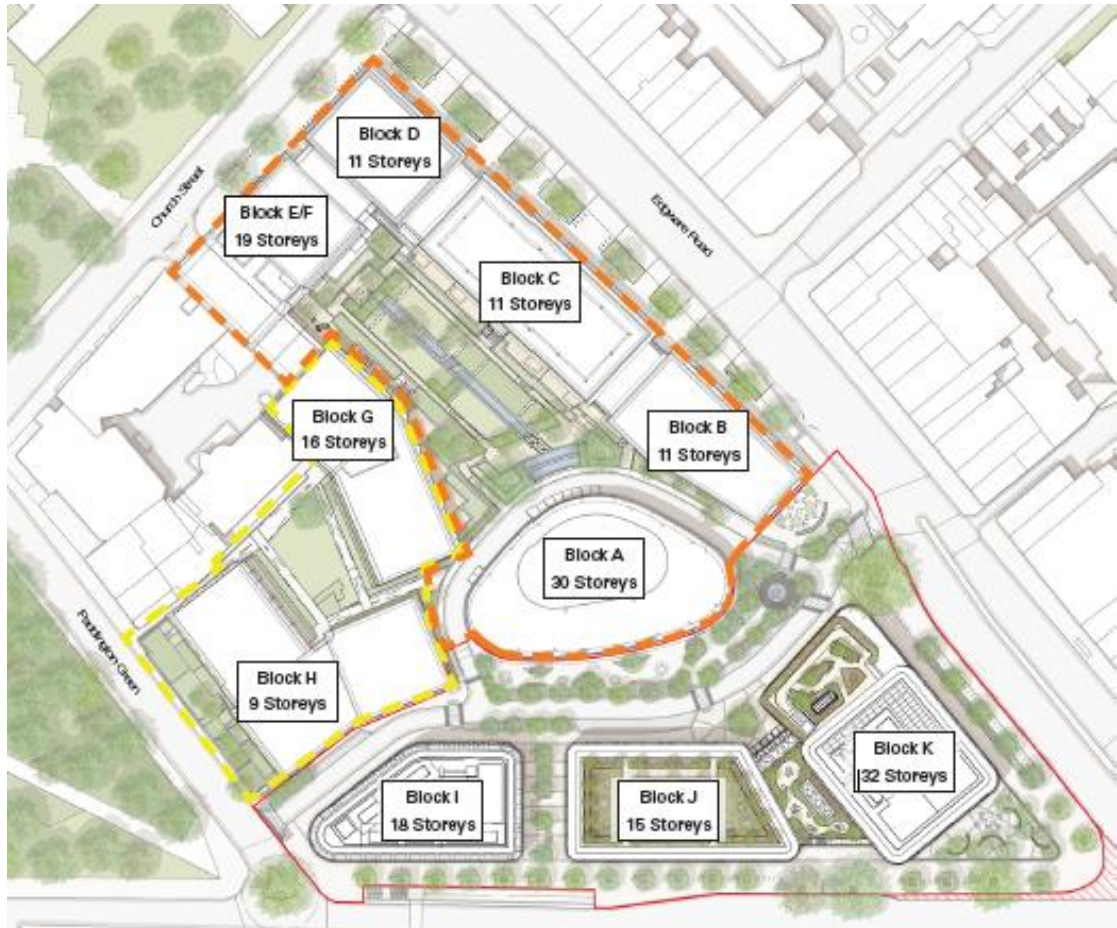 Block D
11 Storeys
Church Street
Block E/F
19 Storeys
Edgware Road
Block C
11 Storeys
Block G
16 Storeys
Block B
11 Storeys
Block A
30 Storeys
Paddington Green
Block H
9 Storeys
Block K
32 Storeys
Block I
18 Storeys
Block J
15 Storeys